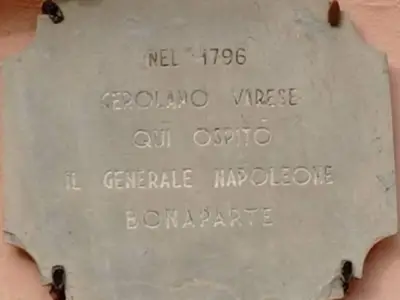 NEL 1796
GEROLAMO VARESE
QUI OSPITÒ
IL GENERALE NAPOLEONE
BONAPARTE